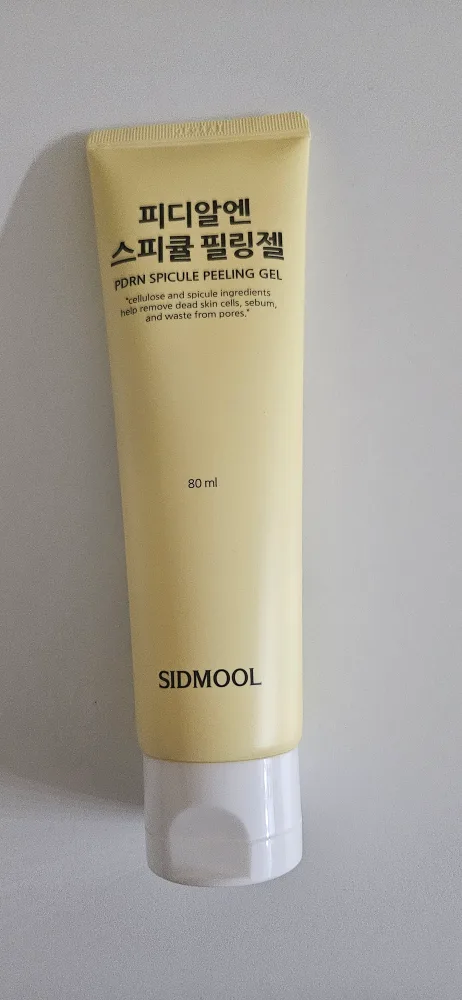 피디알엔
스피큘 필링젤
PDRN SPICULE PEELING GEL
"cellulose and spicule ingredients
help remove dead skin cells, sebum,
and waste from pores."
80 ml
SIDMOOL